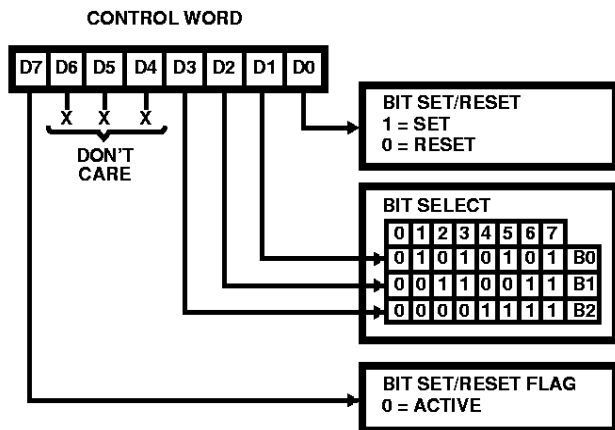 CONTROL WORD
D7 D6 D5 D4 D3 D2 D1 D0
X X X
DON'T
CARE
BIT SET/RESET
1 = SET
0 = RESET
BIT SELECT
0 1 2 3 4 5 6 7
0 1 0 1 0 1 0 1 B0
0 0 1 1 0 0 1 1 B1
0 0 0 0 1 1 1 1 B2
BIT SET/RESET FLAG
0 = ACTIVE